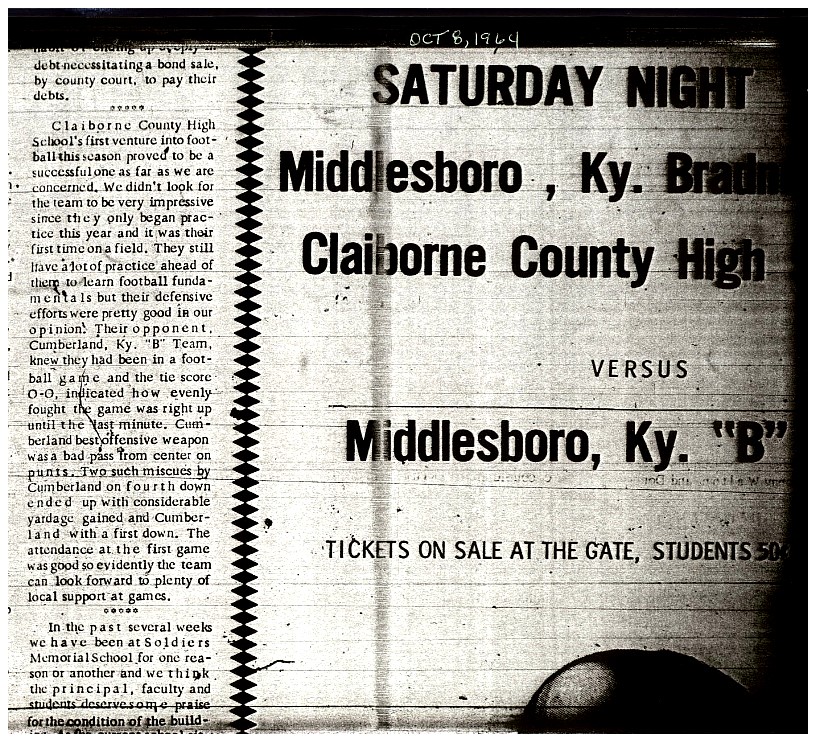 OCT 8, 1964
debt necessitating a bond sale,
by county court, to pay their
debts.
*****
Claiborne County High
School's first venture into foot-
ball this season proved to be a
successful one as far as we are
concerned. We didn't look for
the team to be very impressive
since they only began prac-
tice this year and it was their
first time on a field. They still
have a lot of practice ahead of
them to learn football funda-
mentals but their defensive
efforts were pretty good in our
opinion. Their opponent,
Cumberland, Ky. "B" Team,
knew they had been in a foot-
ball game and the tie score
O-O, indicated how evenly
fought the game was right up
until the last minute. Cum-
berland best offensive weapon
was a bad pass from center on
punts. Two such miscues by
Cumberland on fourth down
ended up with considerable
yardage gained and Cumber-
land with a first down. The
attendance at the first game
was good so evidently the team
can look forward to plenty of
local support at games.
*****
In the past several weeks
we have been at Soldiers
Memorial School for one rea-
son or another and we think
the principal, faculty and
students deserve some praise
for the condition of the build-
SATURDAY NIGHT
Middlesboro , Ky.
Claiborne County High
VERSUS
Middlesboro, Ky. "B"
TICKETS ON SALE AT THE GATE, STUDENTS